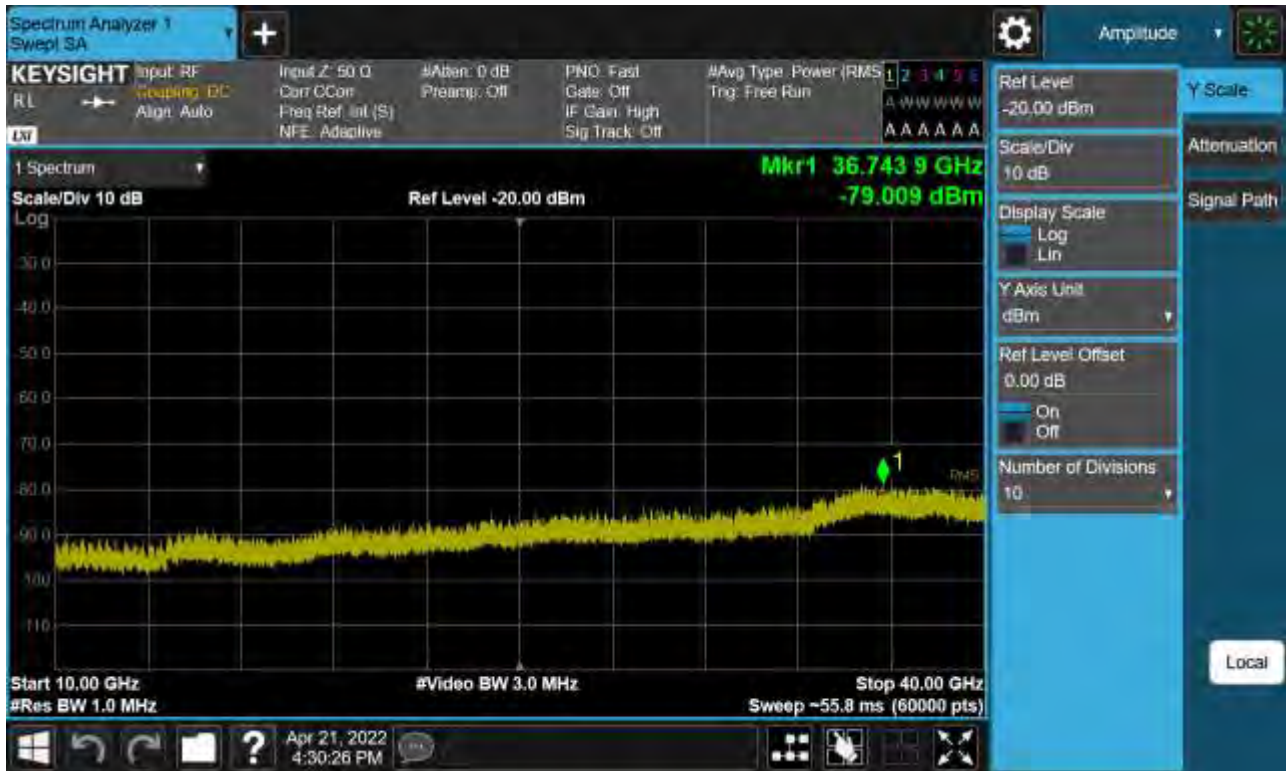 Spectrum Analyzer 1
Swept SA
+
Amplitude
KEYSIGHT
RL
Input: RF
Coupling: DC
Align: Auto
Input Z: 50 Ω
Corr CCorr
Freq Ref: Int (S)
NFE: Adaptive
#Atten: 0 dB
Preamp: Off
PNO: Fast
Gate: Off
IF Gain: High
Sig Track: Off
#Avg Type: Power (RMS
Trig: Free Run
1 2 3 4 5 6
A W W W W W
A A A A A A
LXI
1 Spectrum
Mkr1 36.743 9 GHz
-79.009 dBm
Scale/Div 10 dB
Ref Level -20.00 dBm
Log
-30.0
-40.0
-50.0
-60.0
-70.0
-80.0
-90.0
-100
-110
1
RMS
Start 10.00 GHz
#Video BW 3.0 MHz
Stop 40.00 GHz
#Res BW 1.0 MHz
Sweep ~55.8 ms (60000 pts)
Ref Level
-20.00 dBm
Scale/Div
10 dB
Display Scale
Log
Lin
Y Axis Unit
dBm
Ref Level Offset
0.00 dB
On
Off
Number of Divisions
10
Y Scale
Attenuation
Signal Path
Local
?
Apr 21, 2022
4:30:26 PM